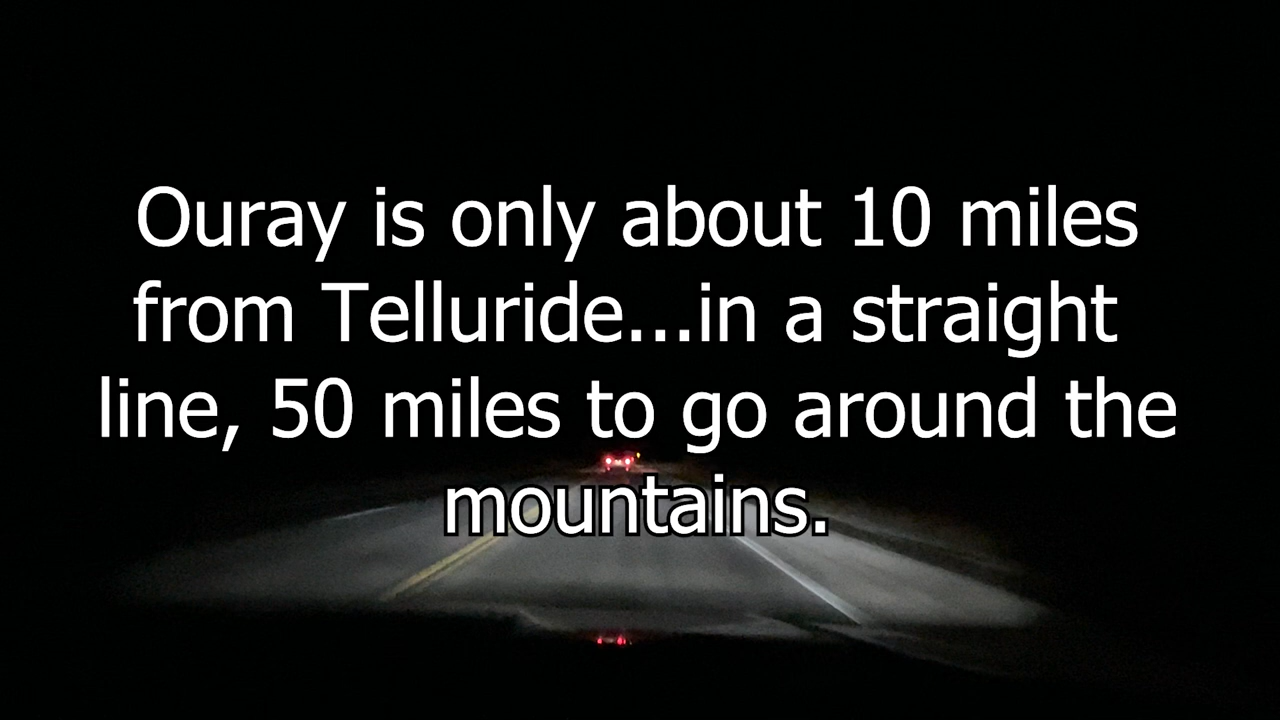 Ouray is only about 10 miles
from Telluride...in a straight
line, 50 miles to go around the
mountains.